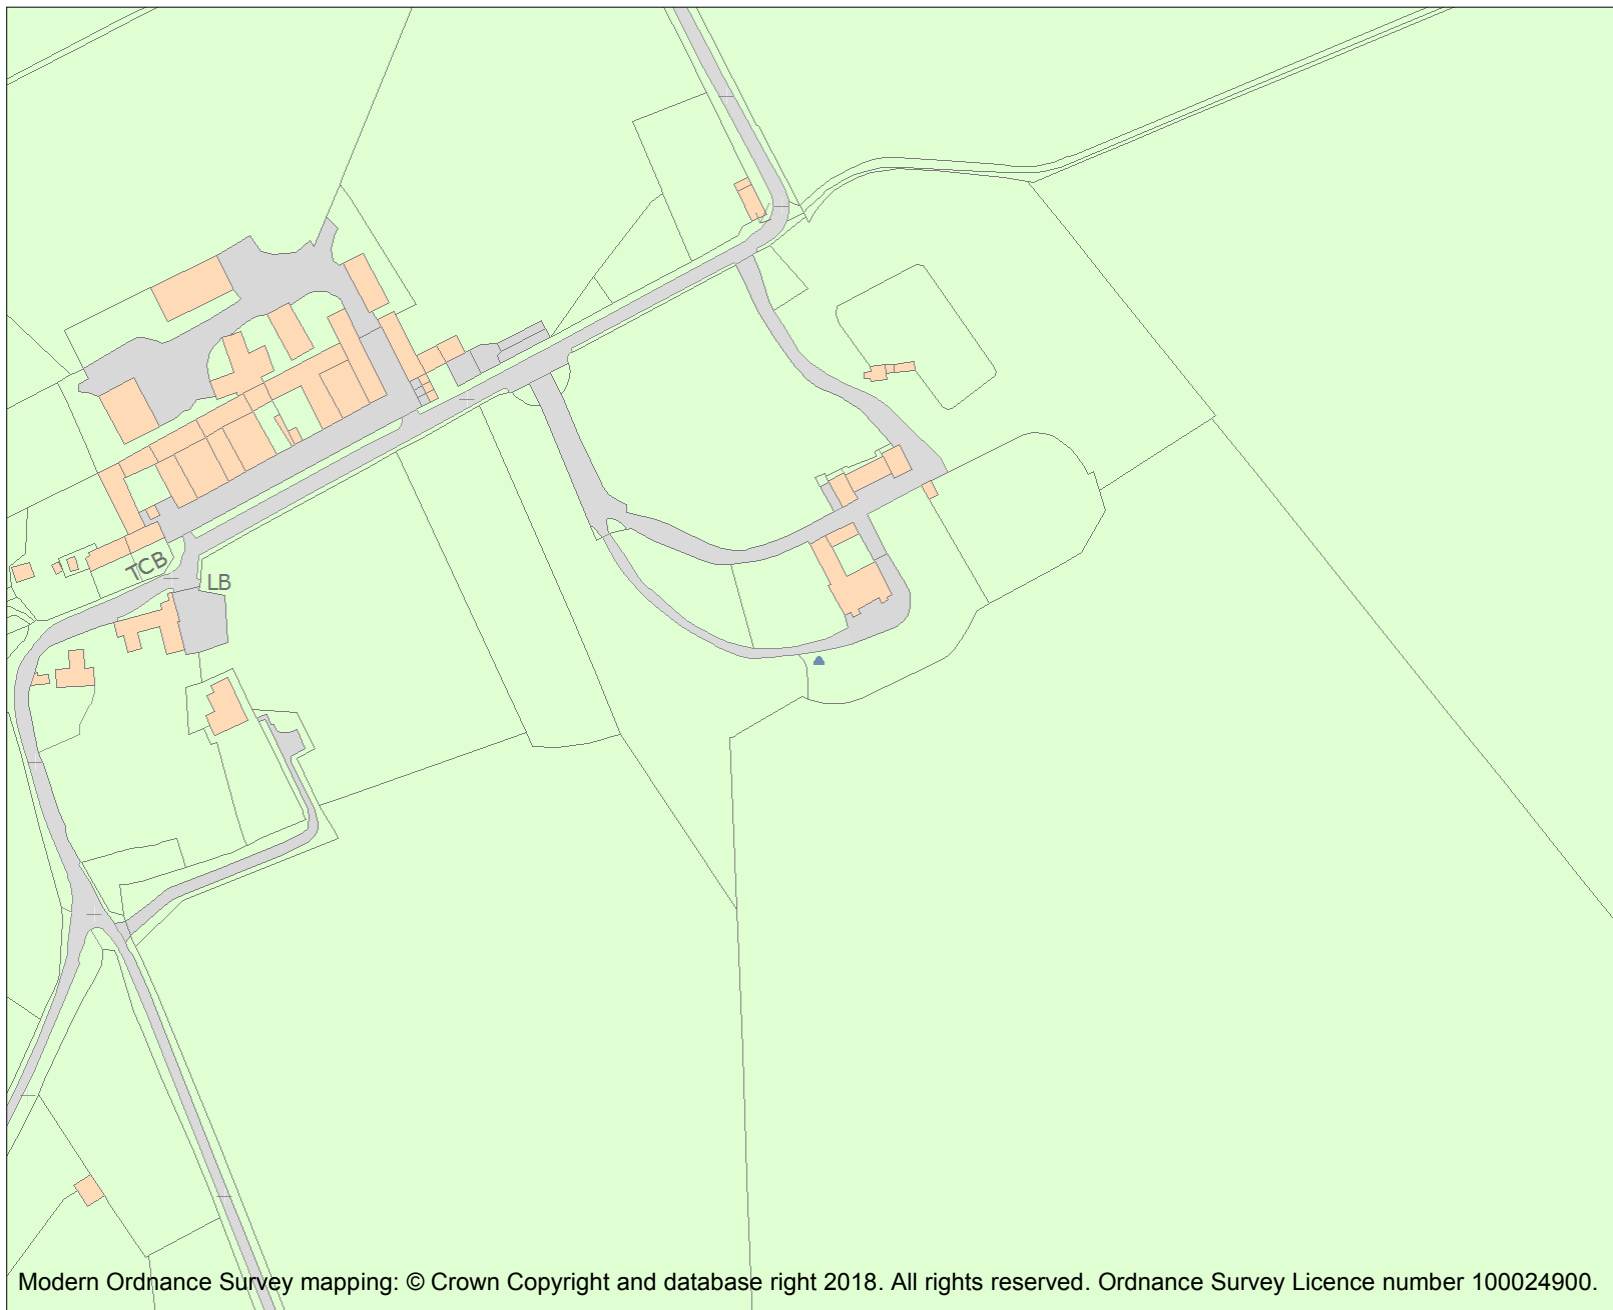 TCB
LB
Modern Ordnance Survey mapping: © Crown Copyright and database right 2018. All rights reserved. Ordnance Survey Licence number 100024900.